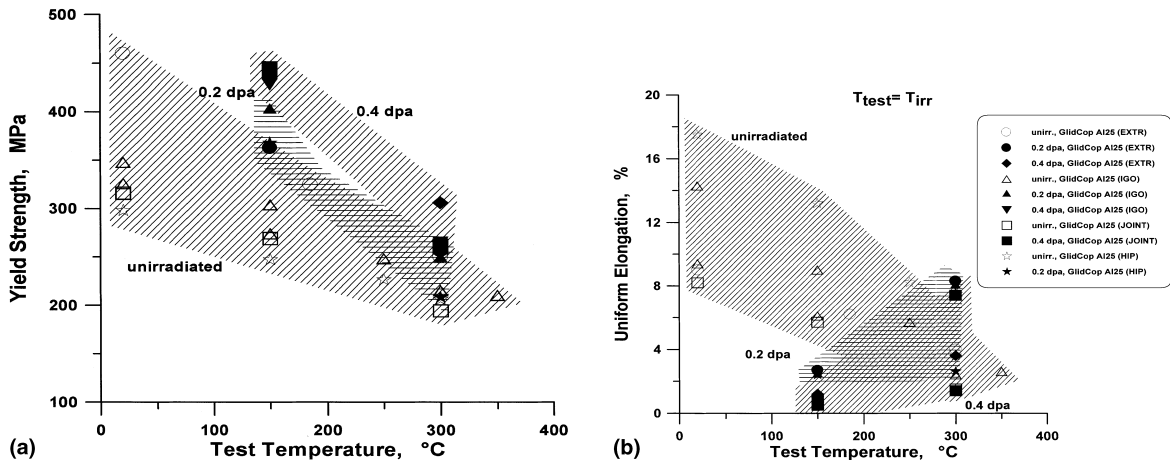 500
400
300
200
100
Yield Strength, MPa
0.2 dpa
0.4 dpa
unirradiated
0 100 200 300 400
Test Temperature, °C
(a)
T test= T irr
20
16
12
8
4
0
Uniform Elongation, %
unirradiated
0.2 dpa
0.4 dpa
0 100 200 300 400
Test Temperature, °C
(b)
unirr., GlidCop Al25 (EXTR)
0.2 dpa, GlidCop Al25 (EXTR)
0.4 dpa, GlidCop Al25 (EXTR)
unirr., GlidCop Al25 (IGO)
0.2 dpa, GlidCop Al25 (IGO)
0.4 dpa, GlidCop Al25 (IGO)
unirr., GlidCop Al25 (JOINT)
0.4 dpa, GlidCop Al25 (JOINT)
unirr., GlidCop Al25 (HIP)
0.2 dpa, GlidCop Al25 (HIP)